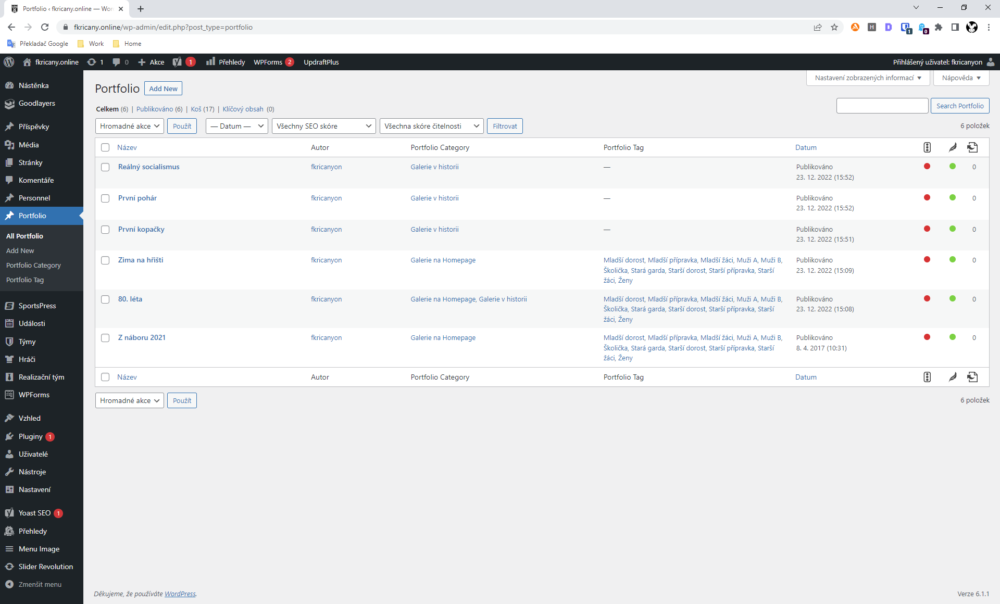 Portfolio ‹ fkricany.online — Wor
fkricany.online/wp-admin/edit.php?post_type=portfolio
Překladač Google
Work
Home
fkricany.online
1
0
Akce
1
Přehledy
WPForms 2
UpdraftPlus
Přihlášený uživatel: fkricanyon
Nástěnka
Goodlayers
Příspěvky
Média
Stránky
Komentáře
Personnel
Portfolio
All Portfolio
Add New
Portfolio Category
Portfolio Tag
SportsPress
Události
Týmy
Hráči
Realizační tým
WPForms
Vzhled
Pluginy 1
Uživatelé
Nástroje
Nastavení
Yoast SEO 1
Přehledy
Menu Image
Slider Revolution
Zmenšit menu
Nastavení zobrazených informací
Nápověda
Portfolio
Add New
Celkem (6) | Publikováno (6) | Koš (17) | Klíčový obsah (0)
Search Portfolio
Hromadné akce
Použít
— Datum —
Všechny SEO skóre
Všechna skóre čitelnosti
Filtrovat
6 položek
Název Autor Portfolio Category Portfolio Tag Datum
Reálný socialismus fkricanyon Galerie v historii — Publikováno 0
23. 12. 2022 (15:52)
První pohár fkricanyon Galerie v historii — Publikováno 0
23. 12. 2022 (15:52)
První kopačky fkricanyon Galerie v historii — Publikováno 0
23. 12. 2022 (15:51)
Zima na hřišti fkricanyon Galerie na Homepage Mladší dorost, Mladší přípravka, Mladší žáci, Muži A, Muži B, Publikováno 0
Školička, Stará garda, Starší dorost, Starší přípravka, Starší 23. 12. 2022 (15:09)
žáci, Ženy
80. léta fkricanyon Galerie na Homepage, Galerie v historii Mladší dorost, Mladší přípravka, Mladší žáci, Muži A, Muži B, Publikováno 0
Školička, Stará garda, Starší dorost, Starší přípravka, Starší 23. 12. 2022 (15:08)
žáci, Ženy
Z náboru 2021 fkricanyon Galerie na Homepage Mladší dorost, Mladší přípravka, Mladší žáci, Muži A, Muži B, Publikováno 0
Školička, Stará garda, Starší dorost, Starší přípravka, Starší 8. 4. 2017 (10:31)
žáci, Ženy
Název Autor Portfolio Category Portfolio Tag Datum
Hromadné akce
Použít
6 položek
Děkujeme, že používáte WordPress.
Verze 6.1.1